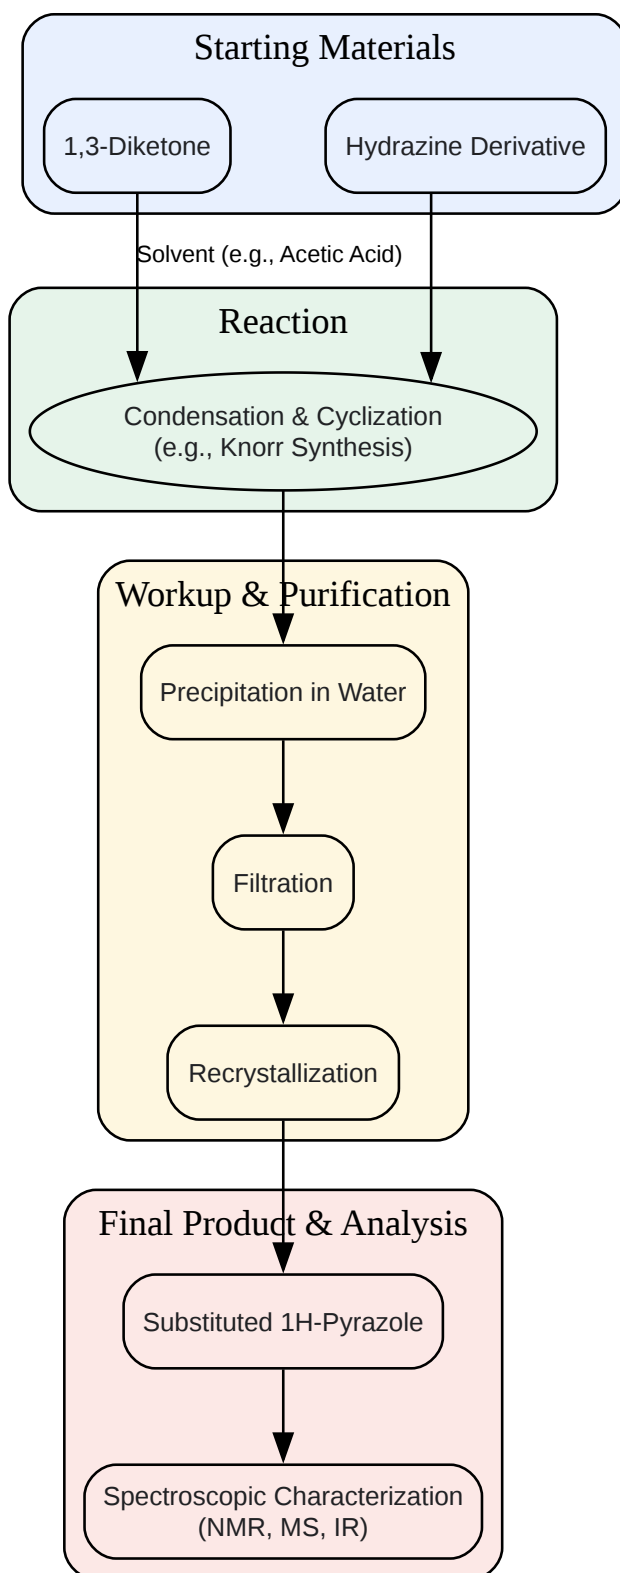 Starting Materials
1,3-Diketone
Hydrazine Derivative
Solvent (e.g., Acetic Acid)
Reaction
Condensation & Cyclization
(e.g., Knorr Synthesis)
Workup & Purification
Precipitation in Water
Filtration
Recrystallization
Final Product & Analysis
Substituted 1H-Pyrazole
Spectroscopic Characterization
(NMR, MS, IR)